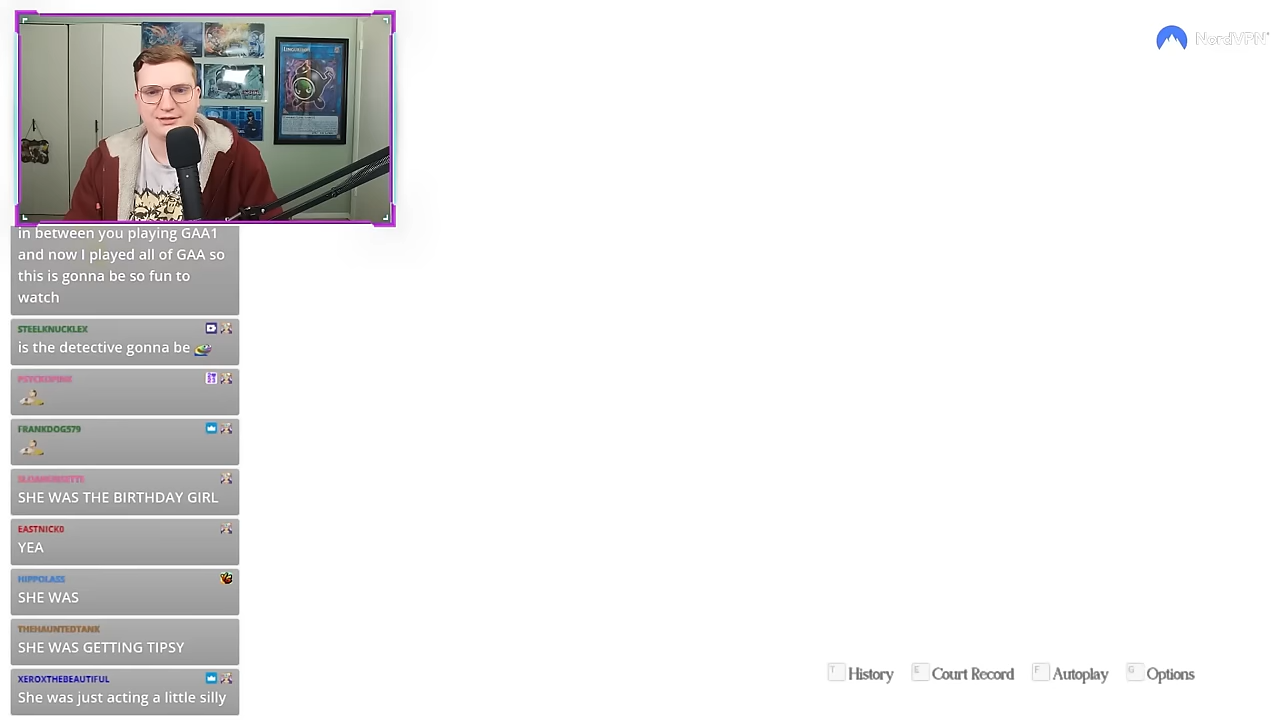 NordVPN
LINGURIBOH
in between you playing GAA1
and now I played all of GAA so
this is gonna be so fun to
watch
STEELKNUCKLEX
is the detective gonna be
FRANKDOG579
SHE WAS THE BIRTHDAY GIRL
EASTNICK0
YEA
HIPPOLASS
SHE WAS
THEHAUNTEDTANK
SHE WAS GETTING TIPSY
XEROXTHEBEAUTIFUL
She was just acting a little silly
T History E Court Record F Autoplay G Options